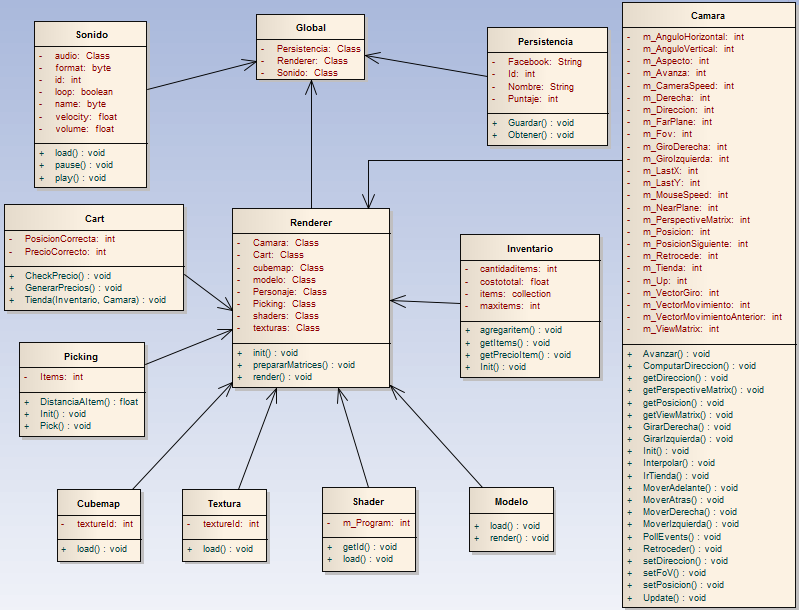 Sonido
- audio: Class
- format: byte
- id: int
- loop: boolean
- name: byte
- velocity: float
- volume: float
+ load() : void
+ pause() : void
+ play() : void
Global
- Persistencia: Class
- Renderer: Class
- Sonido: Class
Persistencia
- Facebook: String
- Id: int
- Nombre: String
- Puntaje: int
+ Guardar() : void
+ Obtener() : void
Camara
- m_AnguloHorizontal: int
- m_AnguloVertical: int
- m_Aspecto: int
- m_Avanza: int
- m_CameraSpeed: int
- m_Derecha: int
- m_Direccion: int
- m_FarPlane: int
- m_Fov: int
- m_GiroDerecha: int
- m_GiroIzquierda: int
- m_LastX: int
- m_LastY: int
- m_MouseSpeed: int
- m_NearPlane: int
- m_PerspectiveMatrix: int
- m_Posicion: int
- m_PosicionSiguiente: int
- m_Retrocede: int
- m_Tienda: int
- m_Up: int
- m_VectorGiro: int
- m_VectorMovimiento: int
- m_VectorMovimientoAnterior: int
- m_ViewMatrix: int
+ Avanzar() : void
+ ComputarDireccion() : void
+ getDireccion() : void
+ getPerspectiveMatrix() : void
+ getPosicion() : void
+ getViewMatrix() : void
+ GirarDerecha() : void
+ GirarIzquierda() : void
+ Init() : void
+ Interpolar() : void
+ IrTienda() : void
+ MoverAdelante() : void
+ MoverAtras() : void
+ MoverDerecha() : void
+ MoverIzquierda() : void
+ PollEvents() : void
+ Retroceder() : void
+ setDireccion() : void
+ setFoV() : void
+ setPosicion() : void
+ Update() : void
Cart
- PosicionCorrecta: int
- PrecioCorrecto: int
+ CheckPrecio() : void
+ GenerarPrecios() : void
+ Tienda(Inventario, Camara) : void
Renderer
- Camara: Class
- Cart: Class
- cubemap: Class
- modelo: Class
- Personaje: Class
- Picking: Class
- shaders: Class
- texturas: Class
+ init() : void
+ prepararMatrices() : void
+ render() : void
Inventario
- cantidaditems: int
- costototal: float
- items: collection
- maxitems: int
+ agregaritem() : void
+ getItems() : void
+ getPrecioItem() : void
+ Init() : void
Picking
- Items: int
+ DistanciaAItem() : float
+ Init() : void
+ Pick() : void
Cubemap
- textureId: int
+ load() : void
Textura
- textureId: int
+ load() : void
Shader
- m_Program: int
+ getId() : void
+ load() : void
Modelo
+ load() : void
+ render() : void